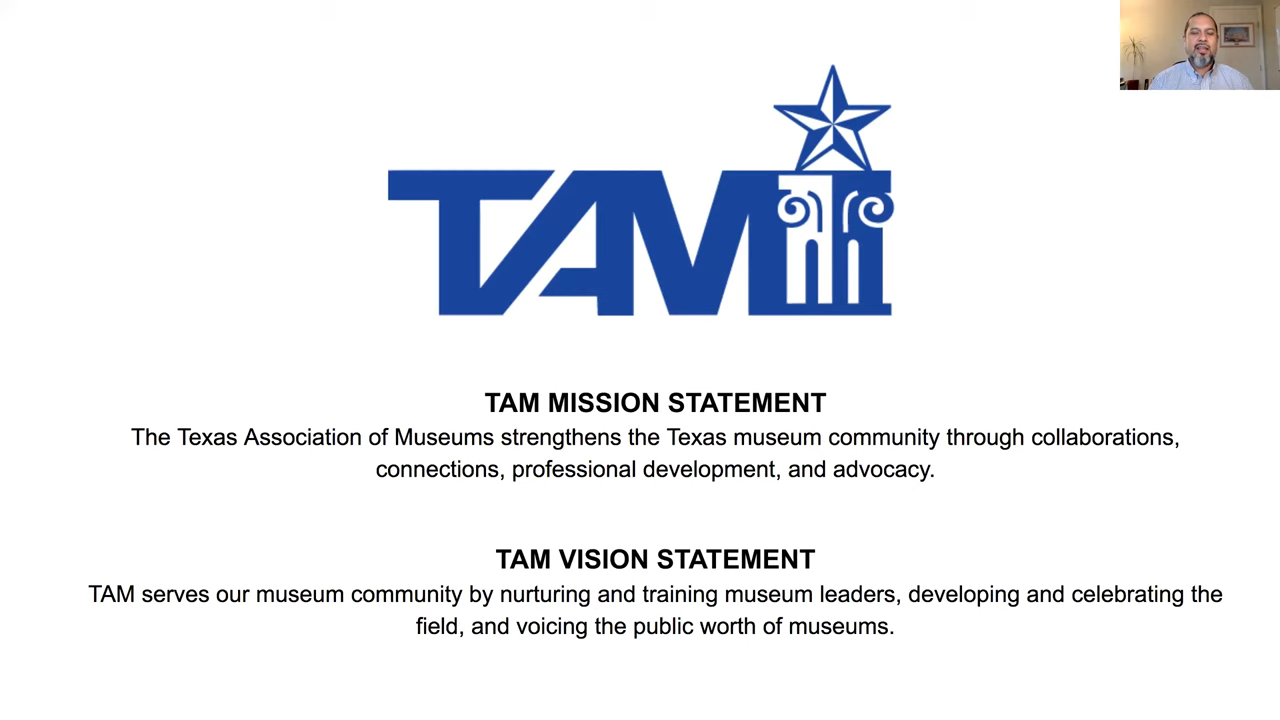 TAM
TAM MISSION STATEMENT
The Texas Association of Museums strengthens the Texas museum community through collaborations,
connections, professional development, and advocacy.
TAM VISION STATEMENT
TAM serves our museum community by nurturing and training museum leaders, developing and celebrating the
field, and voicing the public worth of museums.